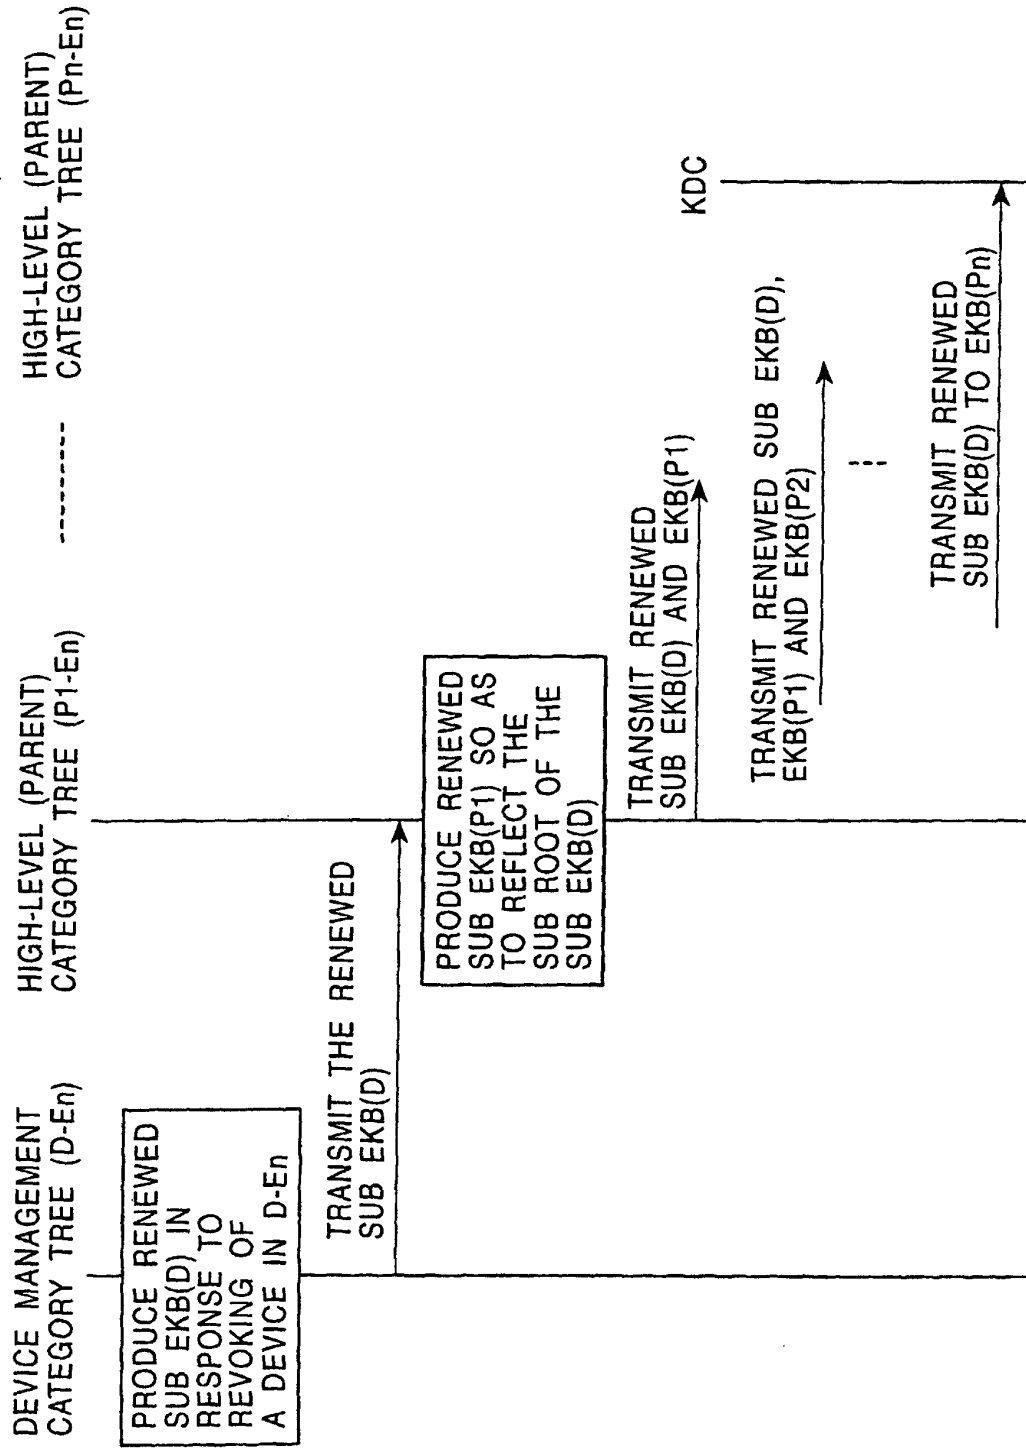 DEVICE MANAGEMENT
CATEGORY TREE (D-En)
HIGH-LEVEL (PARENT)
CATEGORY TREE (P1-En)
----------
HIGH-LEVEL (PARENT)
CATEGORY TREE (Pn-En)
PRODUCE RENEWED
SUB EKB(D) IN
RESPONSE TO
REVOKING OF
A DEVICE IN D-En
TRANSMIT THE RENEWED
SUB EKB(D)
PRODUCE RENEWED
SUB EKB(P1) SO AS
TO REFLECT THE
SUB ROOT OF THE
SUB EKB(D)
TRANSMIT RENEWED
SUB EKB(D) AND EKB(P1)
KDC
TRANSMIT RENEWED SUB EKB(D),
EKB(P1) AND EKB(P2)
TRANSMIT RENEWED
SUB EKB(D) TO EKB(Pn)